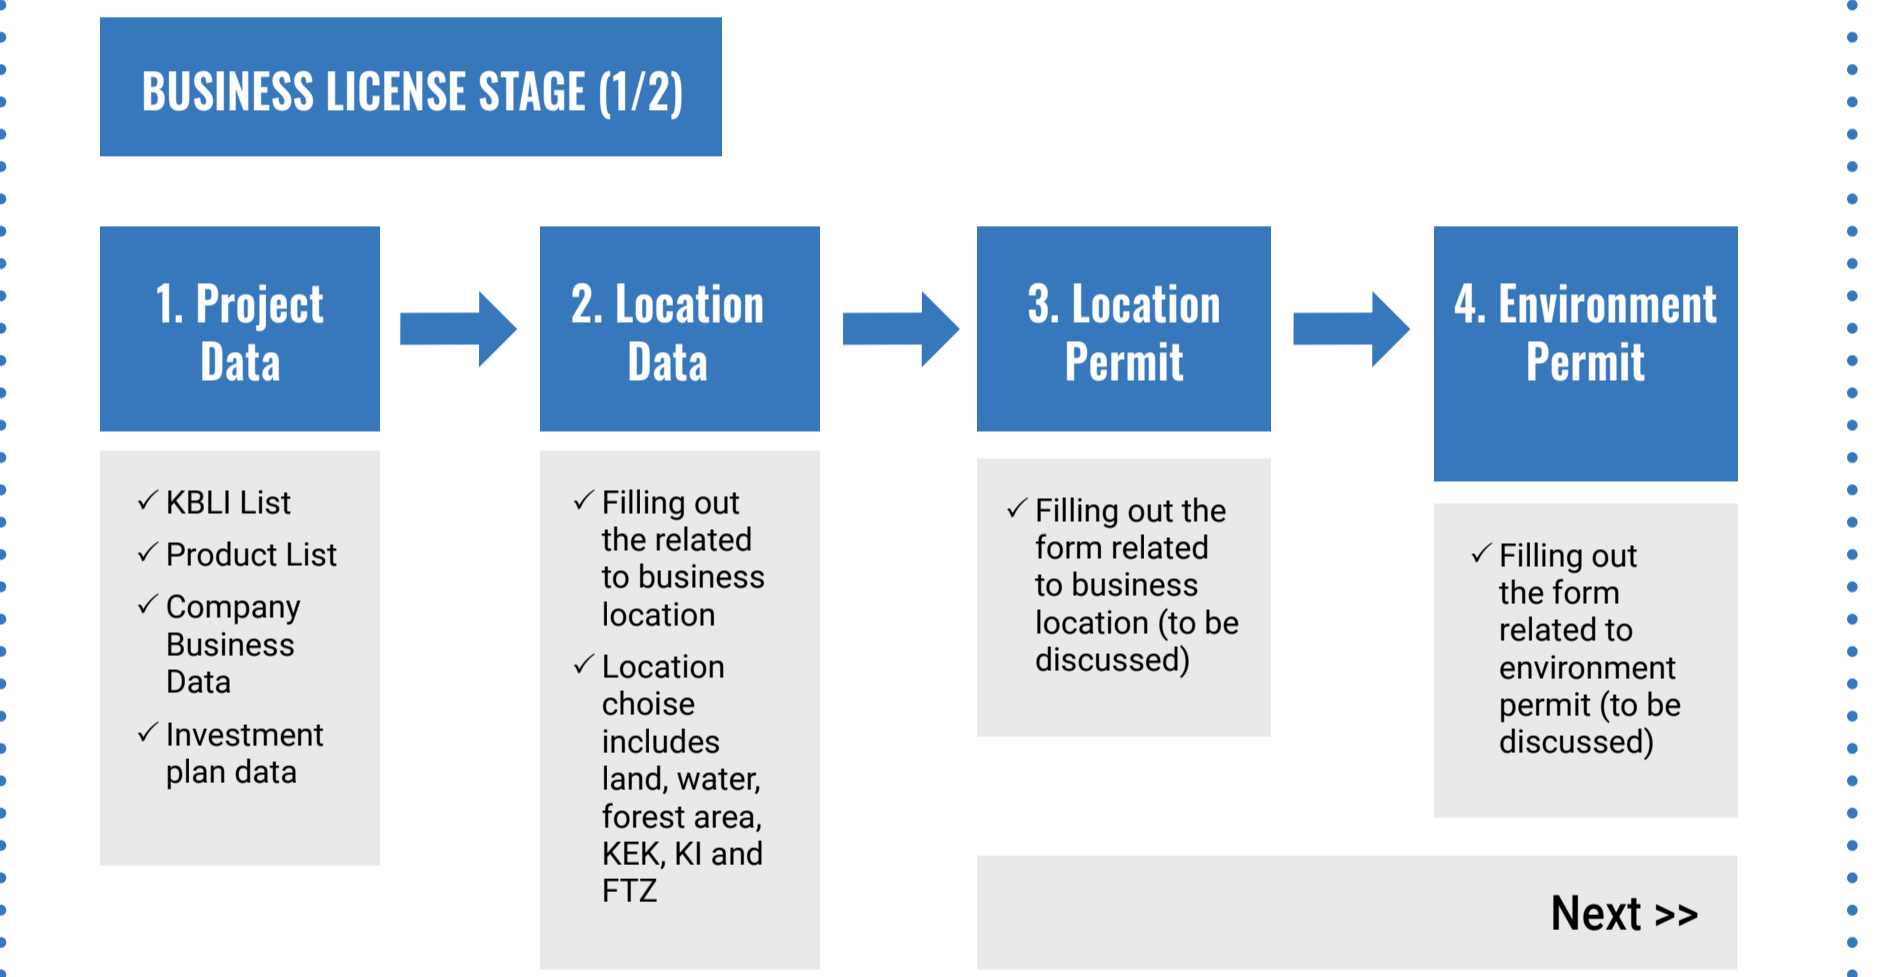 BUSINESS LICENSE STAGE (1/2)
1. Project
Data
2. Location
Data
3. Location
Permit
4. Environment
Permit
✓ KBLI List
✓ Product List
✓ Company
Business
Data
✓ Investment
plan data
✓ Filling out
the related
to business
location
✓ Location
choise
includes
land, water,
forest area,
KEK, KI and
FTZ
✓ Filling out the
form related
to business
location (to be
discussed)
✓ Filling out
the form
related to
environment
permit (to be
discussed)
Next >>